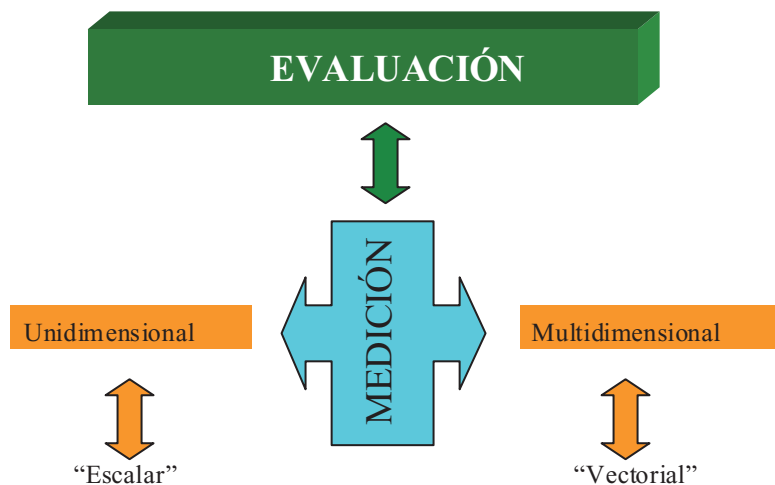 EVALUACIÓN
MEDICIÓN
Unidimensional
Multidimensional
“Escalar”
“Vectorial”